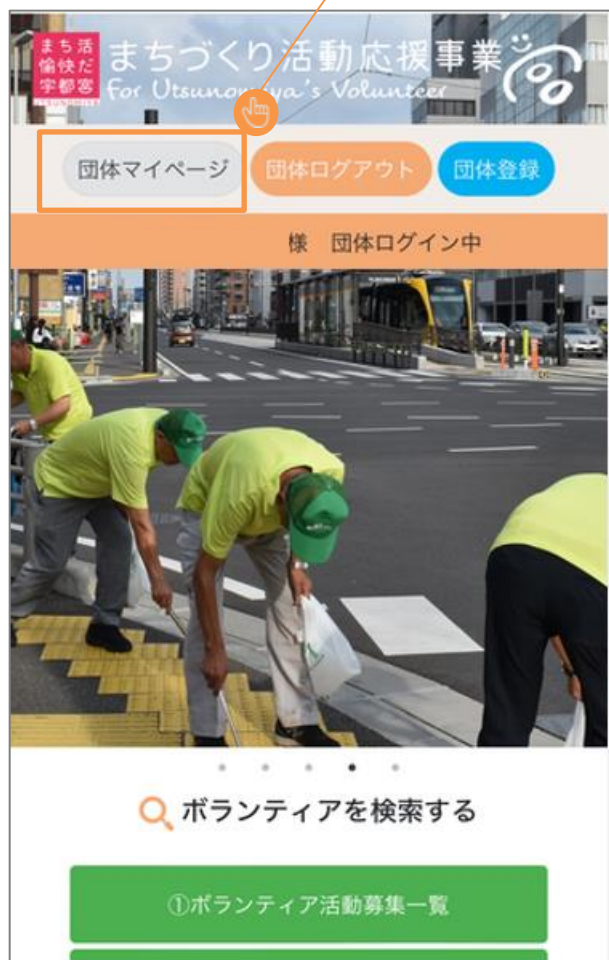 まち活
愉快だ
宇都宮
UTSUNOMIYA
まちづくり活動応援事業
For Utsunomiya's Volunteer
団体マイページ
団体ログアウト
団体登録
様 団体ログイン中
ボランティアを検索する
①ボランティア活動募集一覧